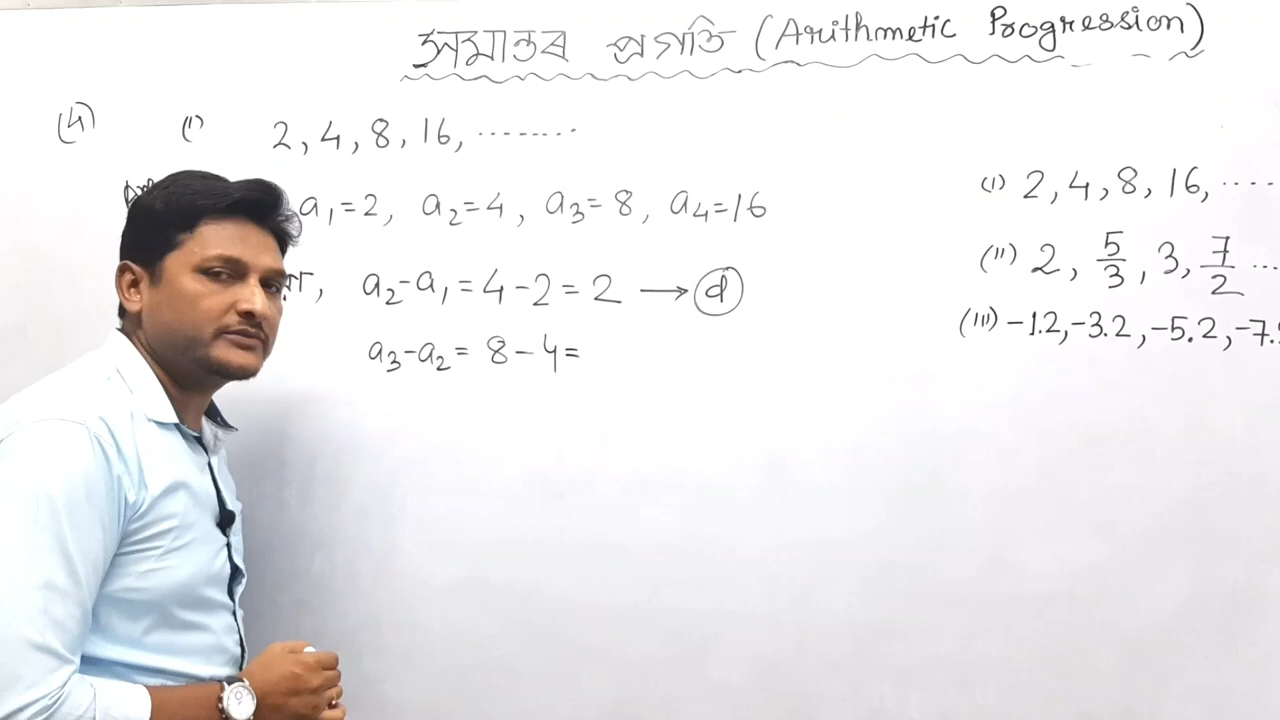 সমান্তৰ প্ৰগতি (Arithmetic Progression)
(4) (i) 2, 4, 8, 16, ........
a₁=2, a₂=4, a₃=8, a₄=16
a₂-a₁=4-2=2 → d
a₃-a₂= 8-4=
(i) 2, 4, 8, 16, ....
(ii) 2, 5/3, 3, 7/2 ...
(iii) -1.2, -3.2, -5.2, -7.